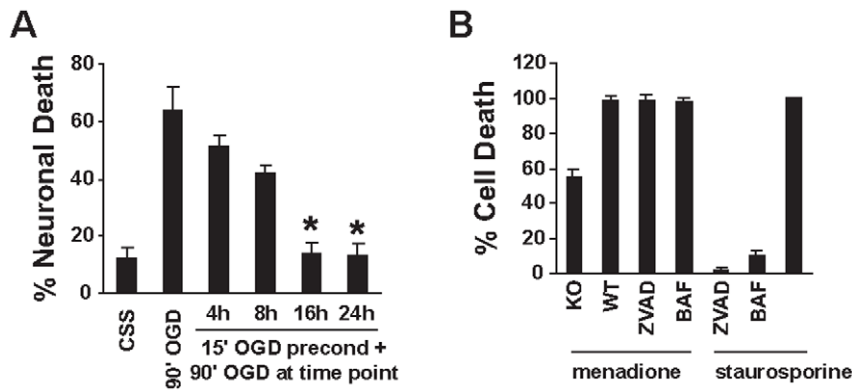 A
% Neuronal Death
80
60
40
20
0
CSS
90' OGD
4h
8h
16h
24h
*
*
15' OGD precond +
90' OGD at time point
B
% Cell Death
120
100
80
60
40
20
0
KO
WT
ZVAD
BAF
ZVAD
BAF
menadione
staurosporine